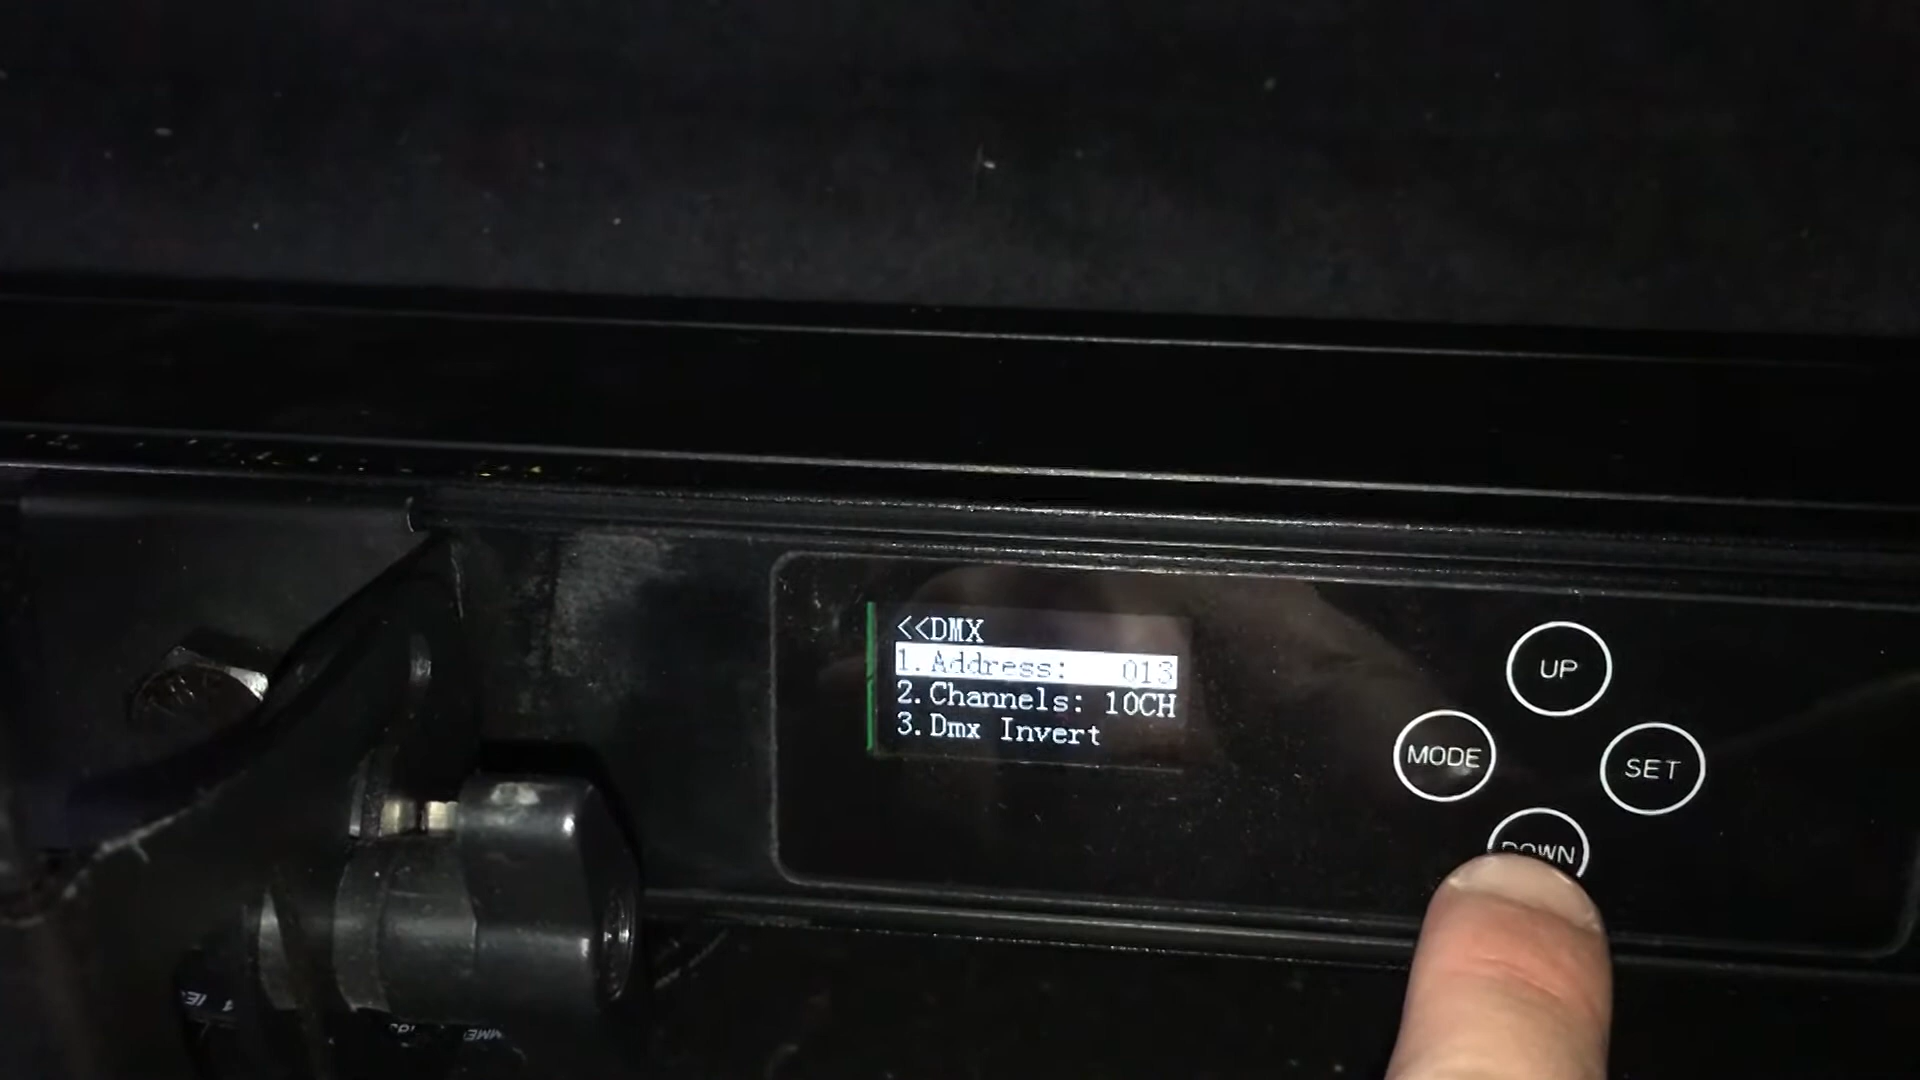 <<DMX
1.Address: 013
2.Channels: 10CH
3.Dmx Invert
UP
MODE
SET
DOWN